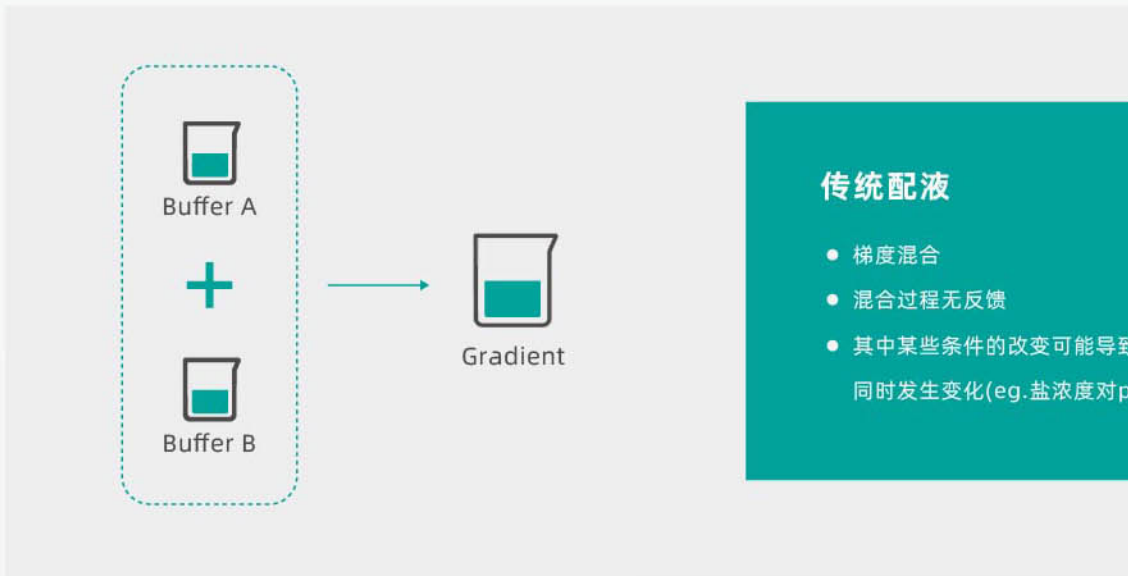 Buffer A
Buffer B
Gradient
传统配液
梯度混合
混合过程无反馈
其中某些条件的改变可能导致
同时发生变化(eg.盐浓度对p